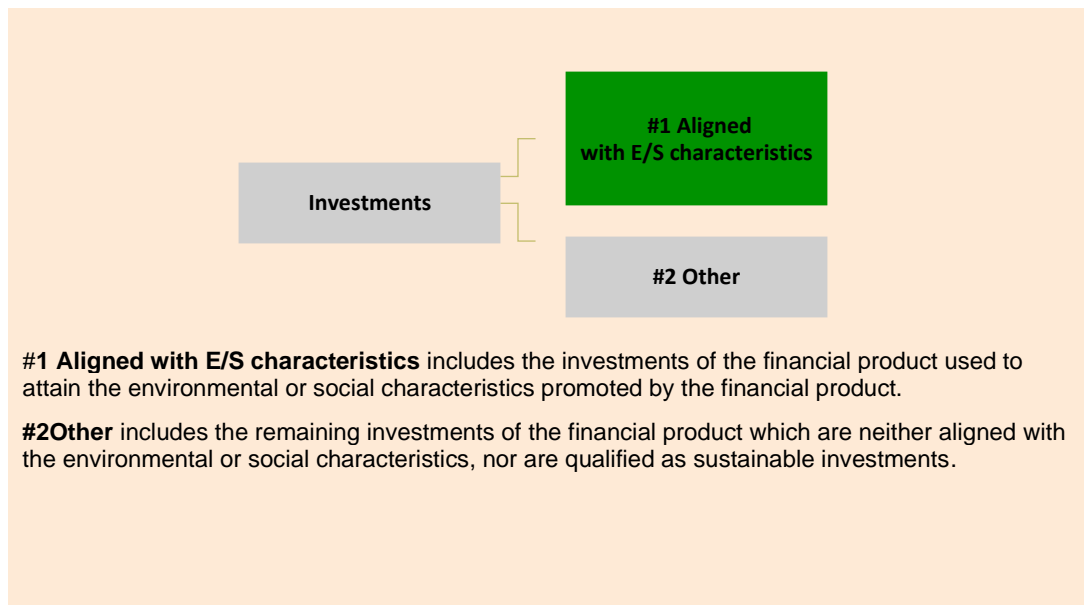 #1 Aligned
with E/S characteristics
Investments
#2 Other
#1 Aligned with E/S characteristics includes the investments of the financial product used to
attain the environmental or social characteristics promoted by the financial product.
#2Other includes the remaining investments of the financial product which are neither aligned with
the environmental or social characteristics, nor are qualified as sustainable investments.